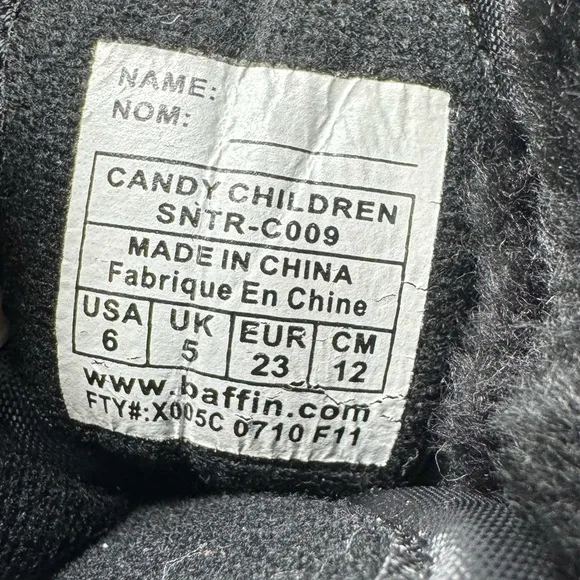 NAME:
NOM:
CANDY CHILDREN
SNTR-C009
MADE IN CHINA
Fabrique En Chine
USA UK EUR CM
6 5 23 12
www.baffin.com
FTY#:X005C 0710 F11